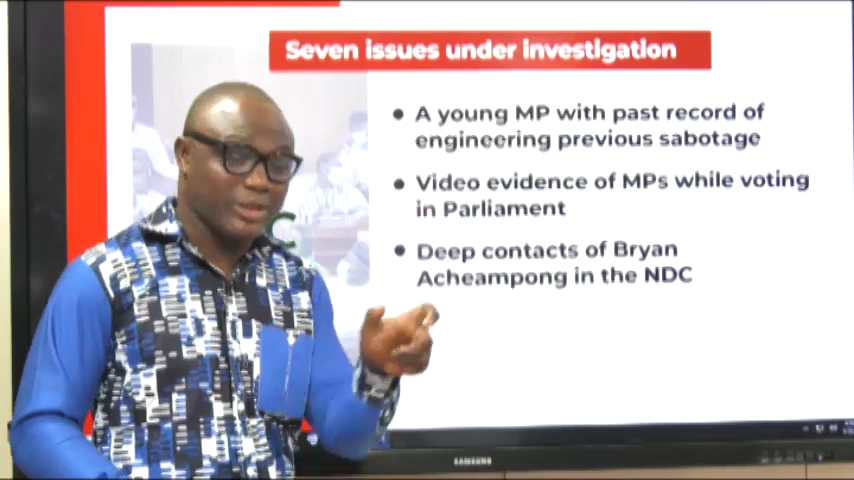 Seven issues under investigation
A young MP with past record of
engineering previous sabotage
Video evidence of MPs while voting
in Parliament
Deep contacts of Bryan
Acheampong in the NDC
SAMSUNG